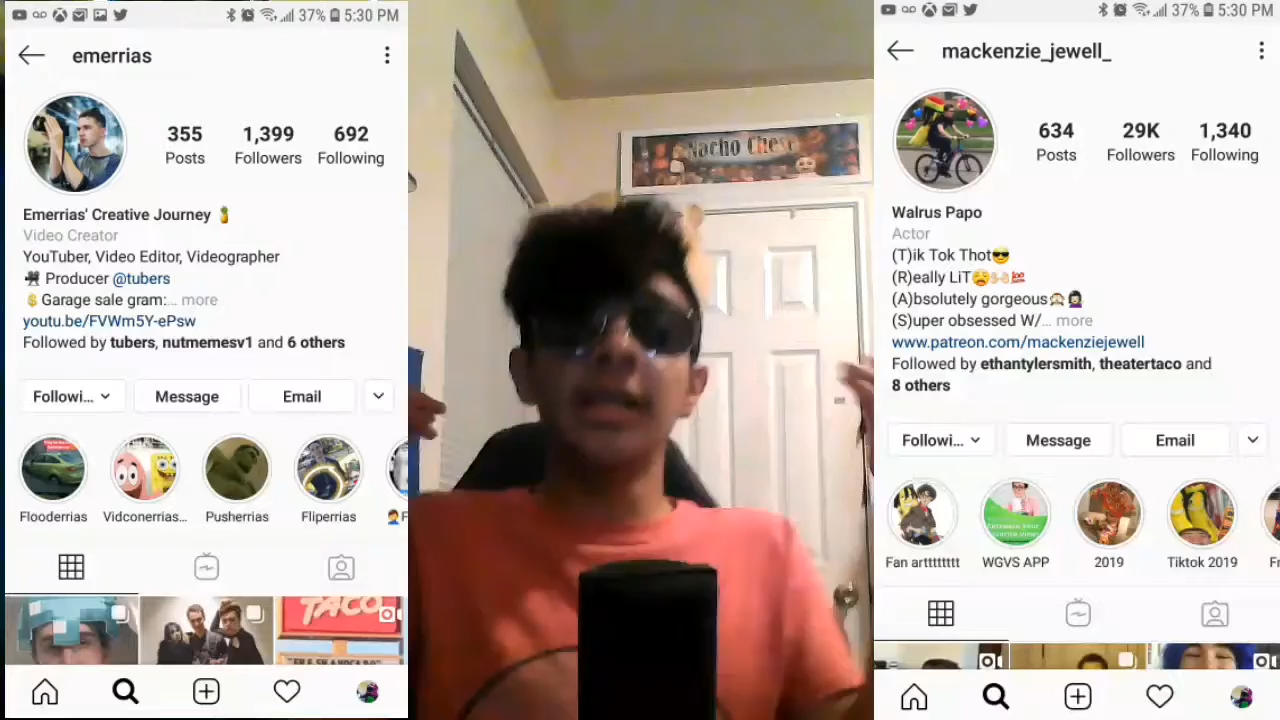 37% 5:30 PM
emerrias
355 1,399 692
Posts Followers Following
Emerrias' Creative Journey 🍍
Video Creator
YouTuber, Video Editor, Videographer
🎥 Producer @tubers
💲Garage sale gram:... more
youtu.be/FVWm5Y-ePsw
Followed by tubers, nutmemesv1 and 6 others
Followi... Message Email
Flooderrias Vidconerrias... Pusherrias Fliperrias
TACO
Nacho Chese
37% 5:30 PM
mackenzie_jewell_
634 29K 1,340
Posts Followers Following
Walrus Papo
Actor
(T)ik Tok Thot😎
(R)eally LiT
(A)bsolutely gorgeous
(S)uper obsessed W/... more
www.patreon.com/mackenziejewell
Followed by ethantylersmith, theatertaco and
8 others
Followi... Message Email
Fan arttttttt WGVS APP 2019 Tiktok 2019